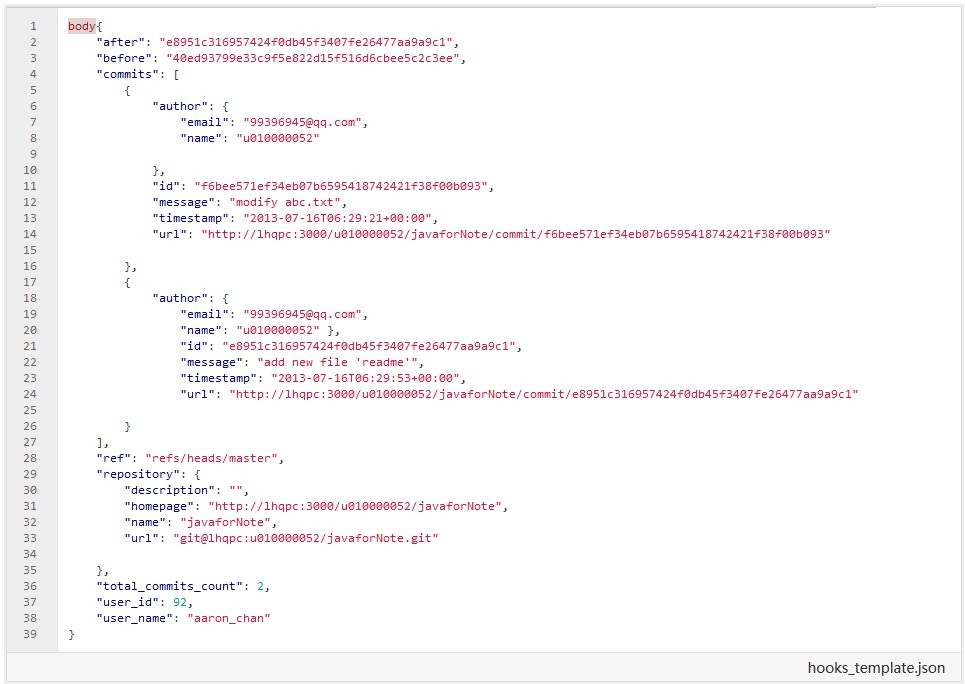 1 body{
2 "after": "e8951c316957424f0db45f3407fe26477aa9a9c1",
3 "before": "40ed93799e33c9f5e822d15f516d6cbee5c2c3ee",
4 "commits": [
5 {
6 "author": {
7 "email": "99396945@qq.com",
8 "name": "u010000052"
9
10 },
11 "id": "f6bee571ef34eb07b6595418742421f38f00b093",
12 "message": "modify abc.txt",
13 "timestamp": "2013-07-16T06:29:21+00:00",
14 "url": "http://lhqpc:3000/u010000052/javaforNote/commit/f6bee571ef34eb07b6595418742421f38f00b093"
15
16 },
17 {
18 "author": {
19 "email": "99396945@qq.com",
20 "name": "u010000052" },
21 "id": "e8951c316957424f0db45f3407fe26477aa9a9c1",
22 "message": "add new file 'readme'",
23 "timestamp": "2013-07-16T06:29:53+00:00",
24 "url": "http://lhqpc:3000/u010000052/javaforNote/commit/e8951c316957424f0db45f3407fe26477aa9a9c1"
25
26 }
27 ],
28 "ref": "refs/heads/master",
29 "repository": {
30 "description": "",
31 "homepage": "http://lhqpc:3000/u010000052/javaforNote",
32 "name": "javaforNote",
33 "url": "git@lhqpc:u010000052/javaforNote.git"
34
35 },
36 "total_commits_count": 2,
37 "user_id": 92,
38 "user_name": "aaron_chan"
39 }
hooks_template.json